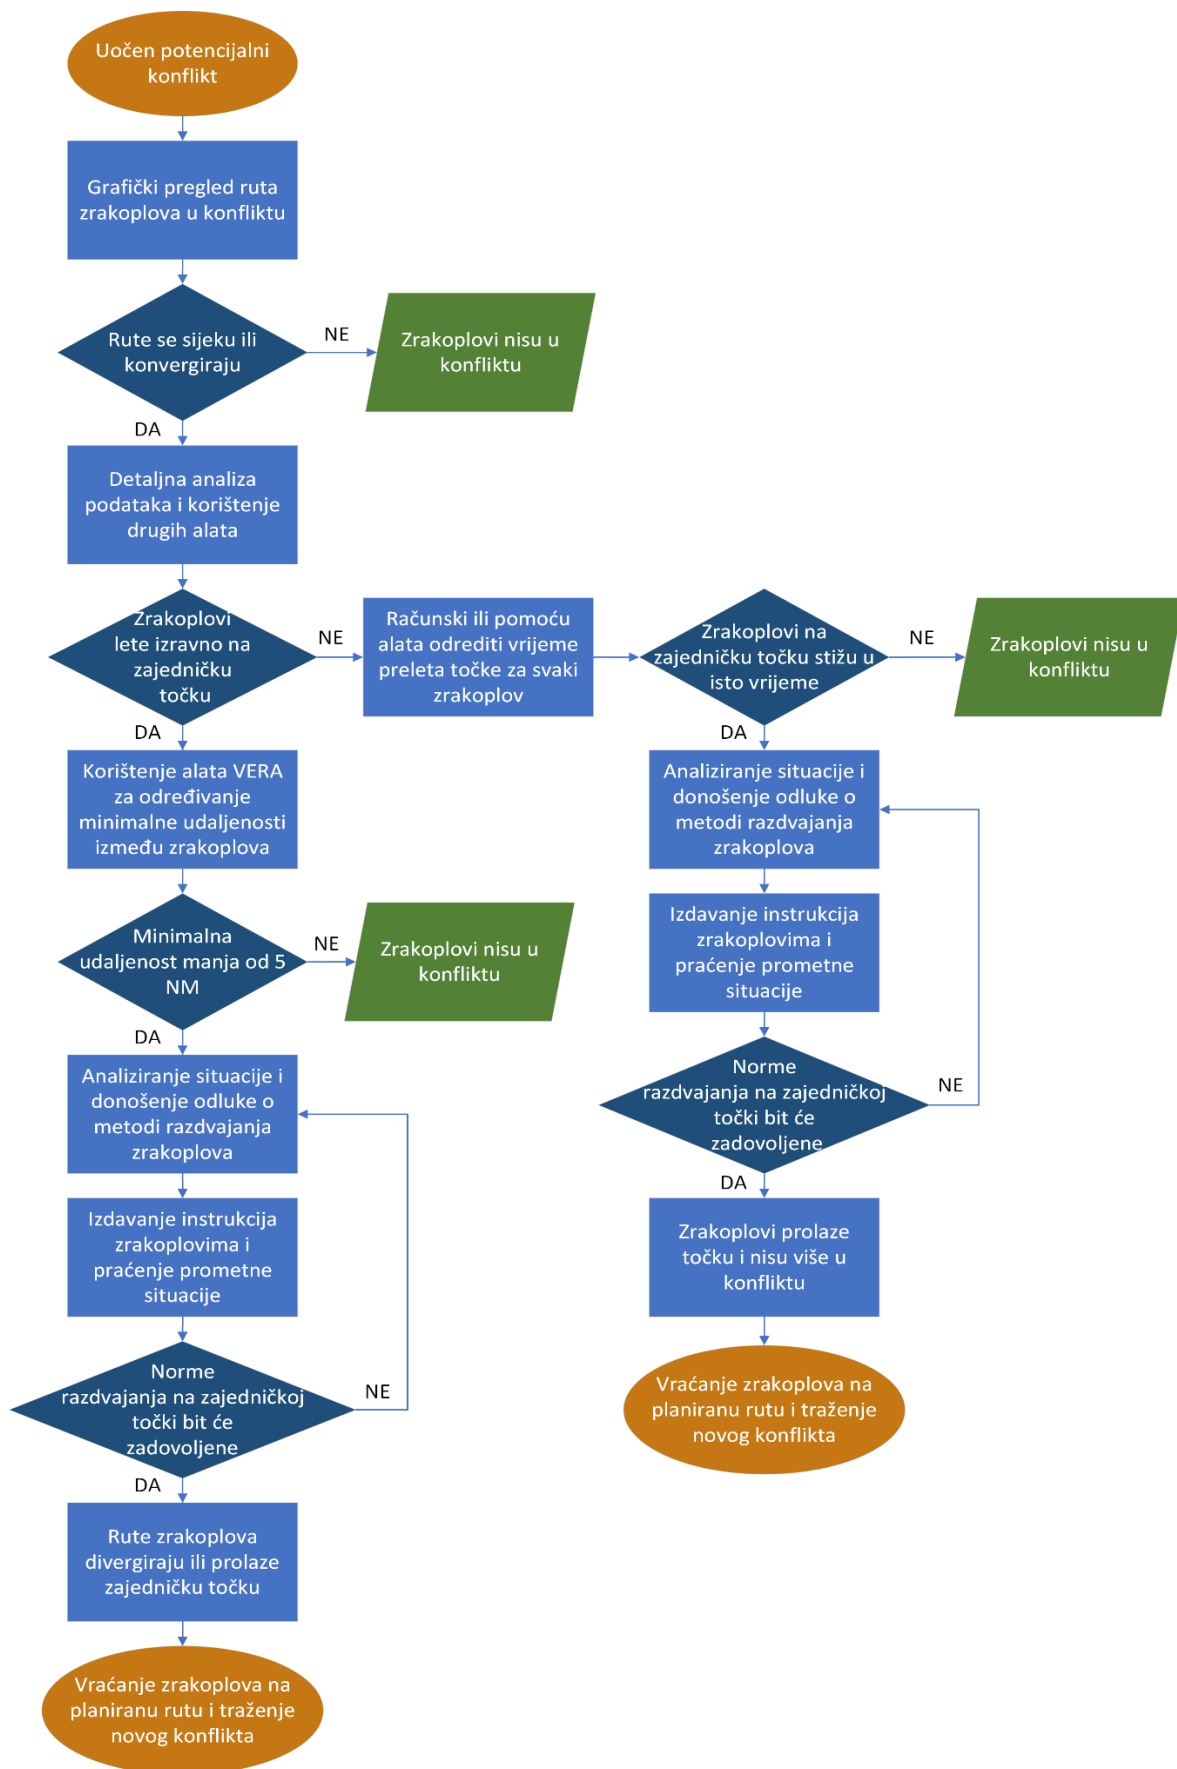 Uočen potencijalni
konflikt
Grafički pregled ruta
zrakoplova u konfliktu
Rute se sijeku ili
konvergiraju
NE
Zrakoplovi nisu u
konfliktu
DA
Detaljna analiza
podataka i korištenje
drugih alata
Zrakoplovi
lete izravno na
zajedničku
točku
NE
Računski ili pomoću
alata odrediti vrijeme
preleta točke za svaki
zrakoplov
Zrakoplovi na
zajedničku točku stižu u
isto vrijeme
NE
Zrakoplovi nisu u
konfliktu
DA
Korištenje alata VERA
za određivanje
minimalne udaljenosti
između zrakoplova
Minimalna
udaljenost manja od 5
NM
NE
Zrakoplovi nisu u
konfliktu
DA
Analiziranje situacije i
donošenje odluke o
metodi razdvajanja
zrakoplova
Izdavanje instrukcija
zrakoplovima i
praćenje prometne
situacije
Norme
razdvajanja na zajedničkoj
točki bit će
zadovoljene
NE
DA
Rute zrakoplova
divergiraju ili prolaze
zajedničku točku
Vraćanje zrakoplova na
planiranu rutu i traženje
novog konflikta
DA
Analiziranje situacije i
donošenje odluke o
metodi razdvajanja
zrakoplova
Izdavanje instrukcija
zrakoplovima i
praćenje prometne
situacije
Norme
razdvajanja na zajedničkoj
točki bit će
zadovoljene
NE
DA
Zrakoplovi prolaze
točku i nisu više u
konfliktu
Vraćanje zrakoplova na
planiranu rutu i traženje
novog konflikta